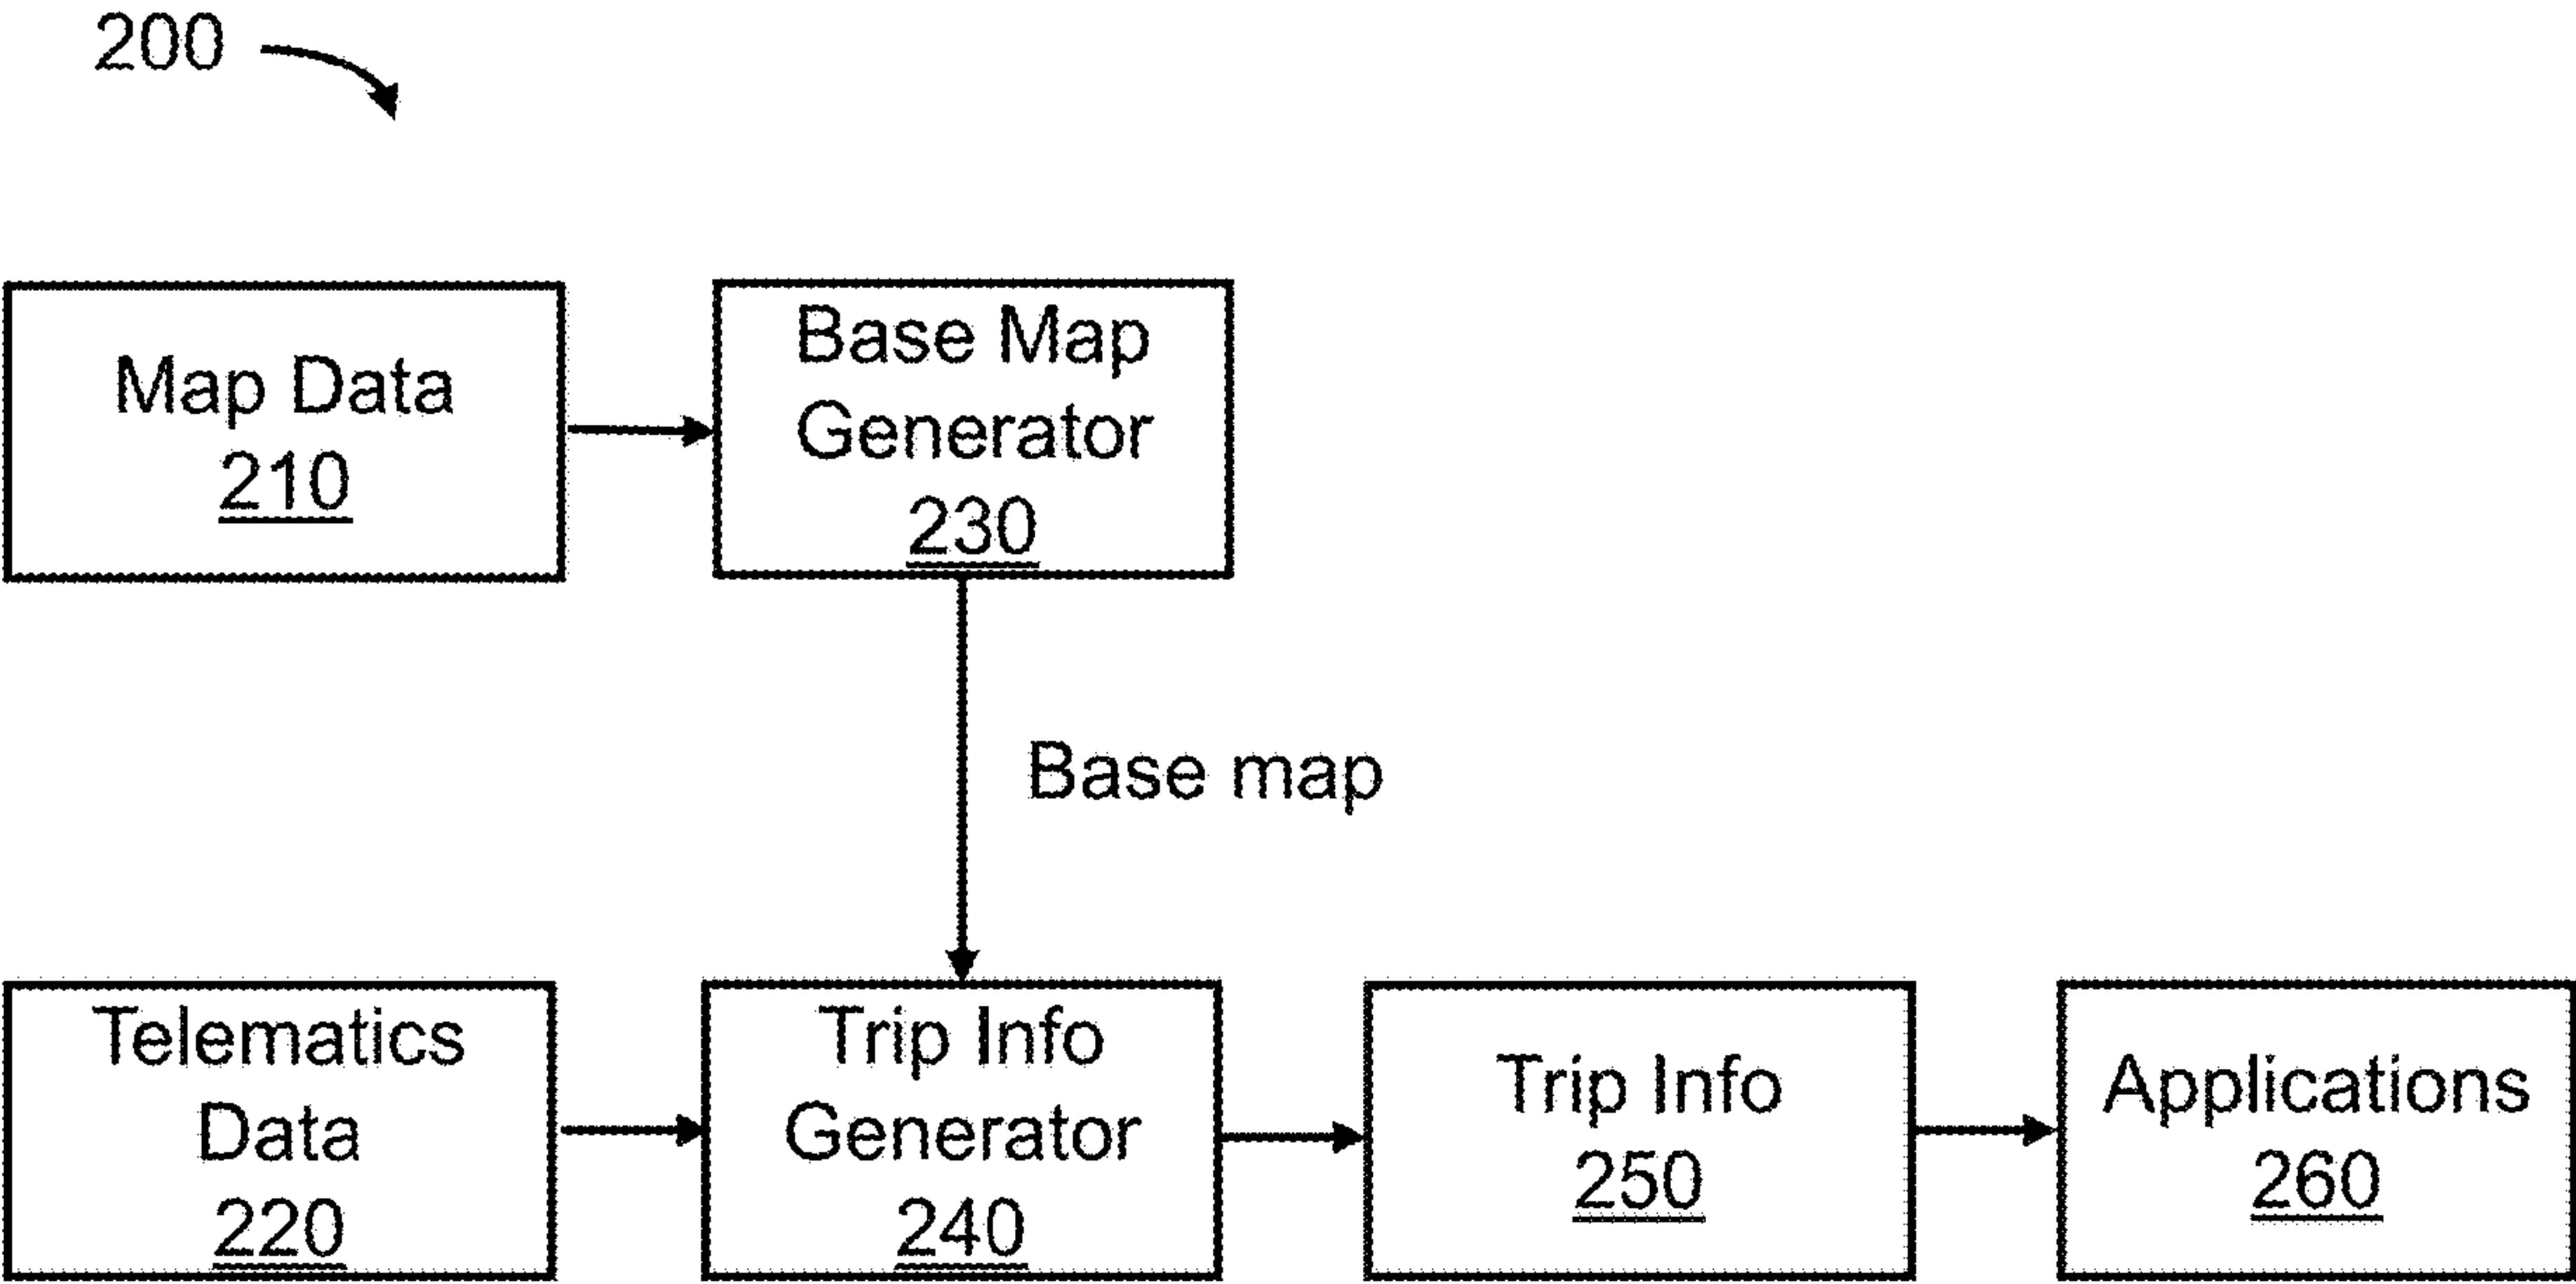 200
Map Data
210
Base Map
Generator
230
Base map
Telematics
Data
220
Trip Info
Generator
240
Trip Info
250
Applications
260